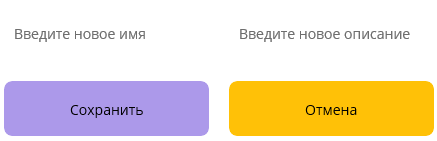 Введите новое имя
Введите новое описание
Сохранить
Отмена